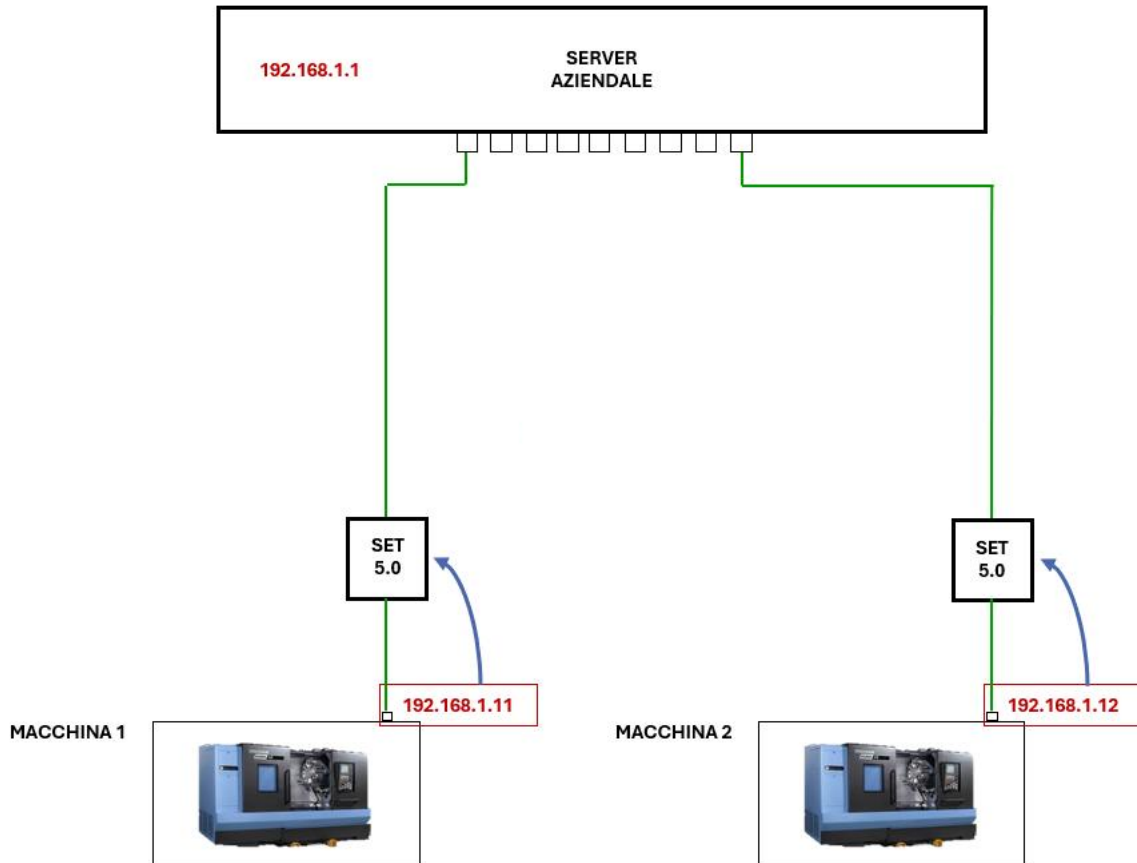 192.168.1.1
SERVER
AZIENDALE
SET
5.0
SET
5.0
192.168.1.11
192.168.1.12
MACCHINA 1
MACCHINA 2